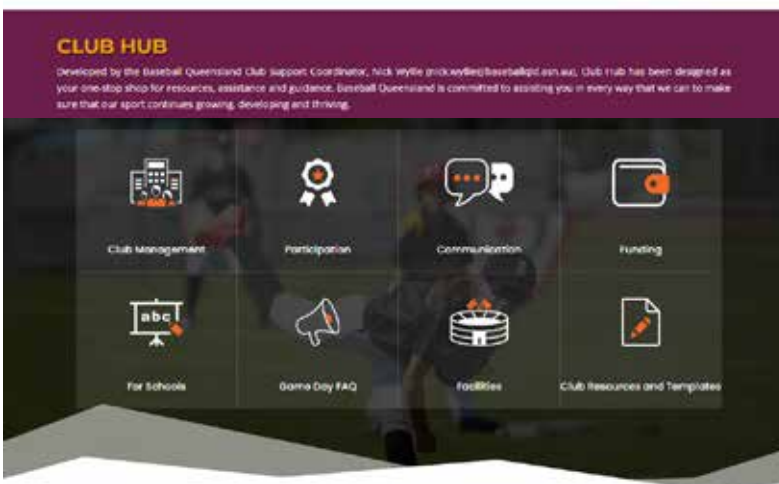 CLUB HUB
Developed by the Baseball Queensland Club Support Coordinator, Nick Wyllie (nick.wyllie@baseballqld.asn.au), Club Hub has been designed as
your one-stop shop for resources, assistance and guidance. Baseball Queensland is committed to assisting you in every way that we can to make
sure that our sport continues growing, developing and thriving.
Club Management
Participation
Communication
Funding
abc
For Schools
Game Day FAQ
Facilities
Club Resources and Templates